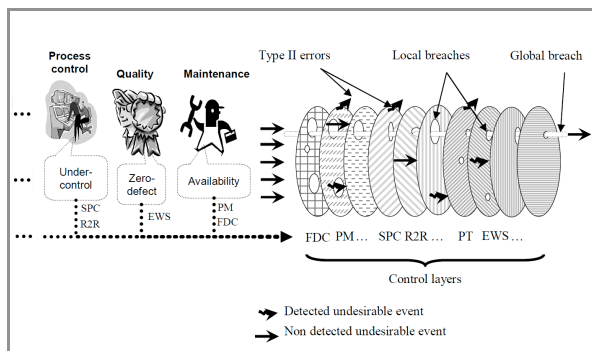 Type II errors
Local breaches
Global breach
Process
control
Quality
Maintenance
Under-
control
Zero-
defect
Availability
SPC
R2R
EWS
PM
FDC
FDC PM ... SPC R2R ... PT EWS ...
Control layers
Detected undesirable event
Non detected undesirable event